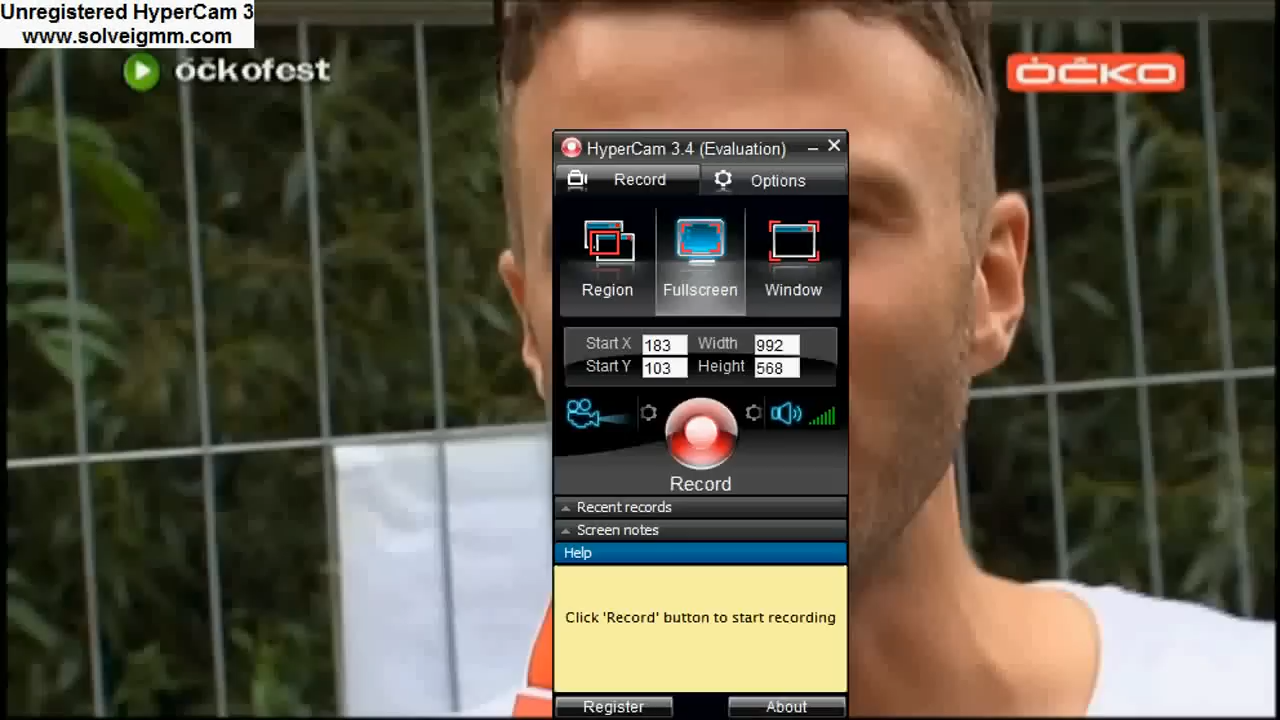 Unregistered HyperCam 3
www.solveigmm.com
óčkofest
ÓČKO
HyperCam 3.4 (Evaluation)
Record
Options
Region
Fullscreen
Window
Start X 183 Width 992
Start Y 103 Height 568
Record
Recent records
Screen notes
Help
Click 'Record' button to start recording
Register
About